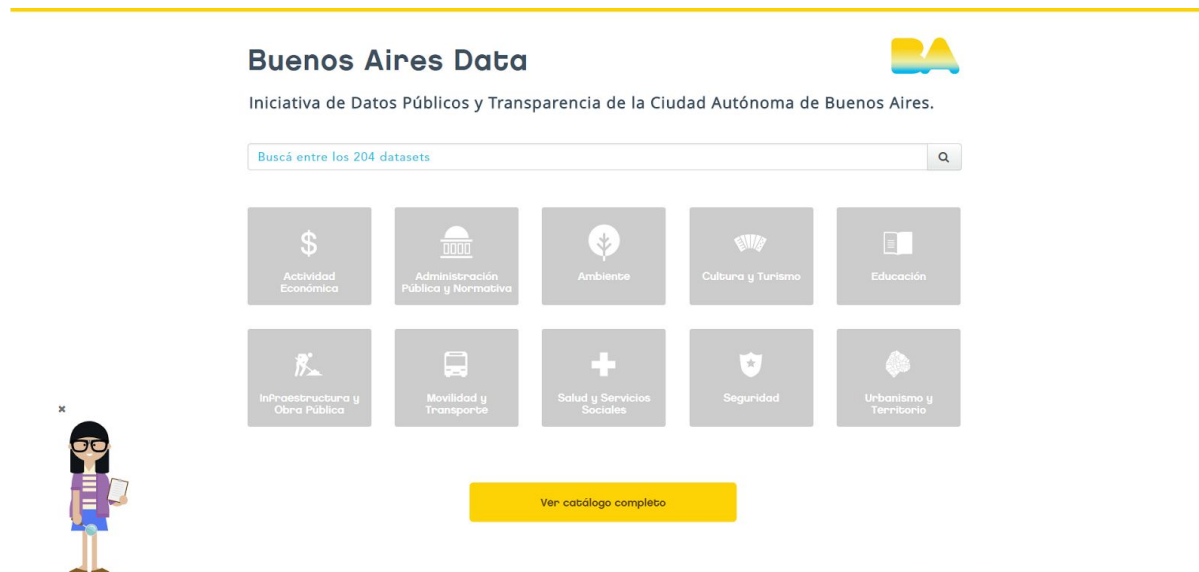 Buenos Aires Data
BA
Iniciativa de Datos Públicos y Transparencia de la Ciudad Autónoma de Buenos Aires.
Buscá entre los 204 datasets
$
Actividad
Económica
Administración
Pública y Normativa
Ambiente
Cultura y Turismo
Educación
Infraestructura y
Obra Pública
Movilidad y
Transporte
Salud y Servicios
Sociales
Seguridad
Urbanismo y
Territorio
Ver catálogo completo